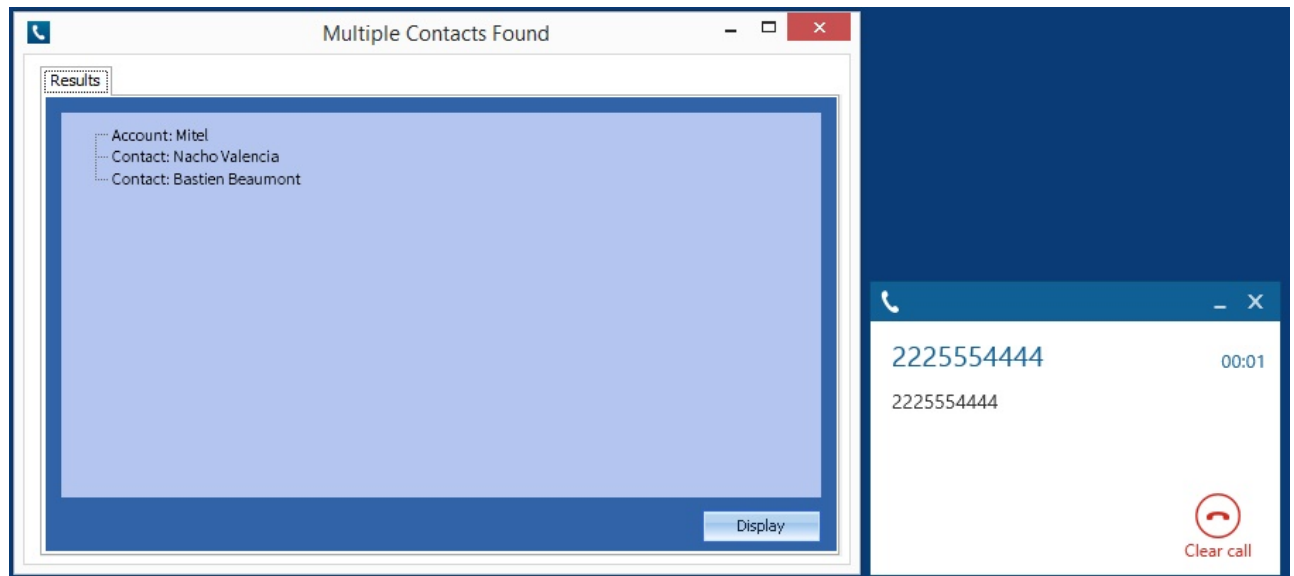 Multiple Contacts Found
Results
Account: Mitel
Contact: Nacho Valencia
Contact: Bastien Beaumont
Display
2225554444 00:01
2225554444
Clear call